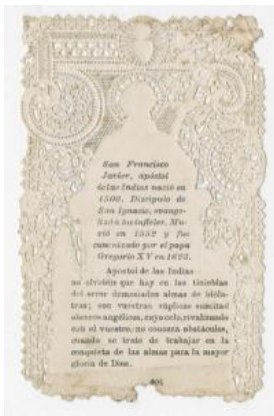 San Francisco
Javier, apóstol
de las Indias nació en
1506. Discípulo de
San Ignacio, evange-
lizó á los infieles. Mu-
rió en 1552 y fue
canonizado por el papa
Gregorio XV en 1622.
Apóstol de las Indias
no olvidéis que hay en las tinieblas
del error demasiadas almas de idóla-
tras; que vuestras súplicas
obreros angélicos, cuyo celo, rivalizando
con el vuestro, no conozca obstáculos,
cuando se trate de trabajar en la
conquista de las almas para la mayor
gloria de Dios.